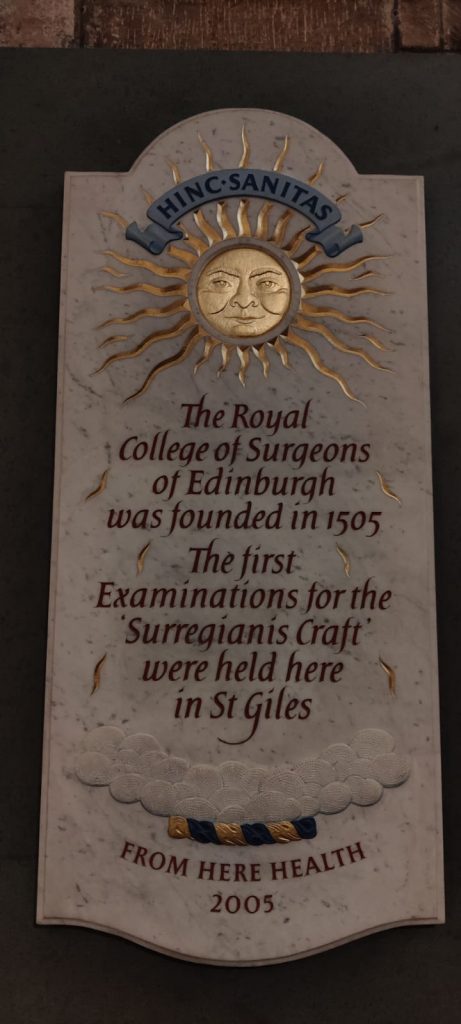 HINC·SANITAS
The Royal
College of Surgeons
of Edinburgh
was founded in 1505
The first
Examinations for the
'Surregianis Craft'
were held here
in St Giles
FROM HERE HEALTH
2005